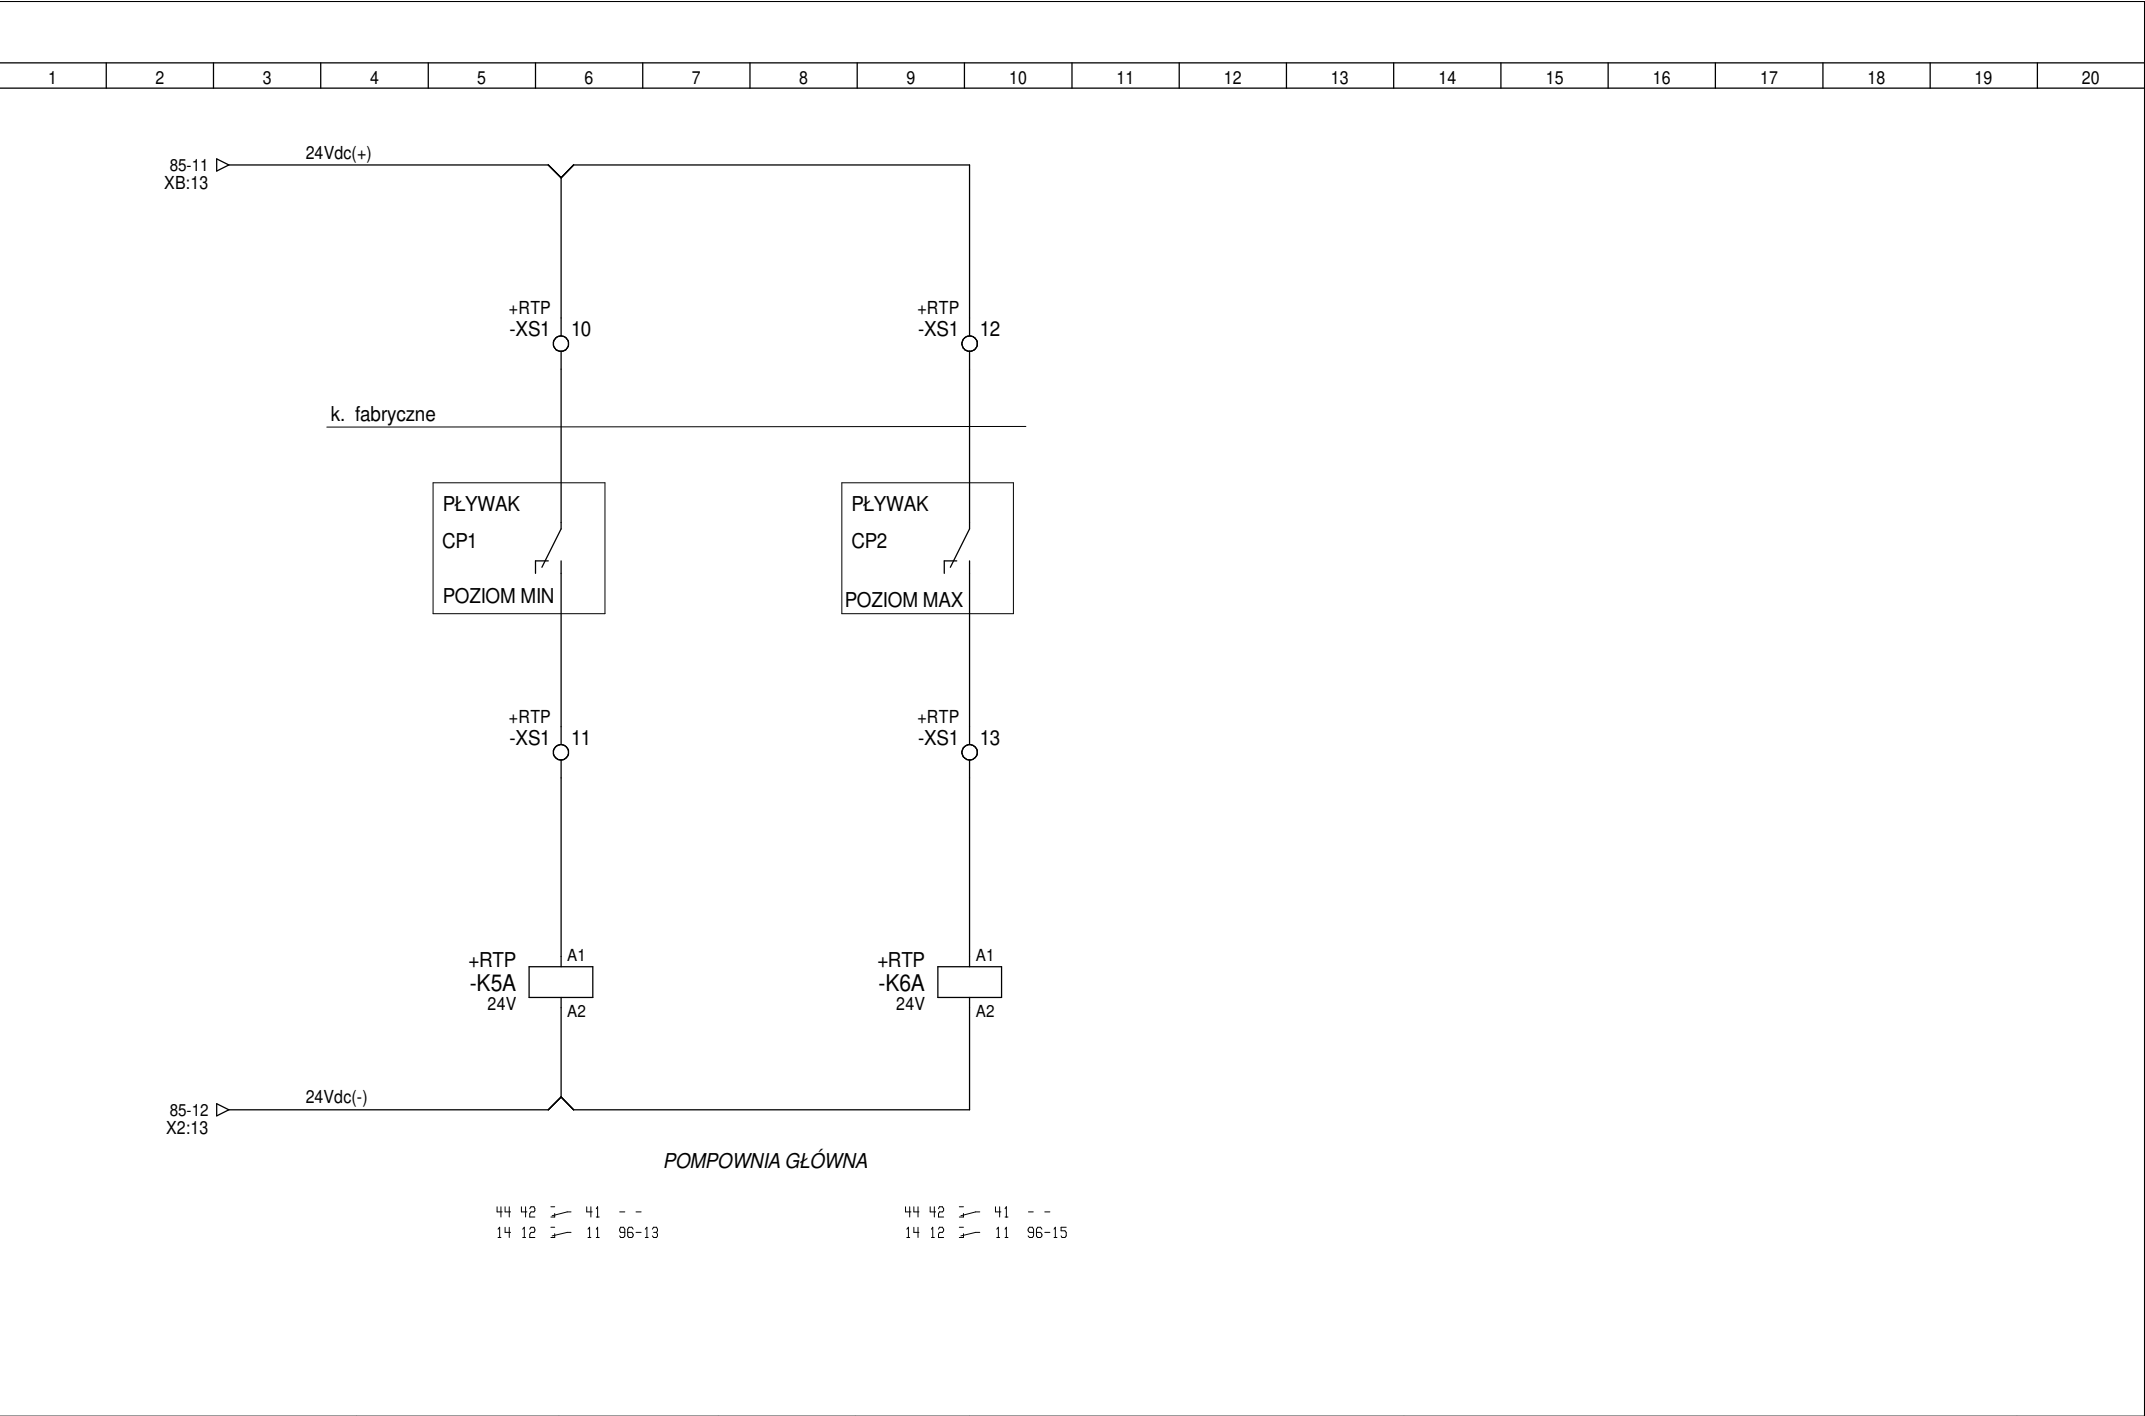 1 2 3 4 5 6 7 8 9 10 11 12 13 14 15 16 17 18 19 20
24Vdc(+)
85-11
XB:13
+RTP
-XS1 10
+RTP
-XS1 12
k. fabryczne
PŁYWAK
CP1
POZIOM MIN
PŁYWAK
CP2
POZIOM MAX
+RTP
-XS1 11
+RTP
-XS1 13
+RTP
-K5A
24V
A1
A2
+RTP
-K6A
24V
A1
A2
24Vdc(-)
85-12
X2:13
POMPOWNIA GŁÓWNA
44 42 41 - -
14 12 11 96-13
44 42 41 - -
14 12 11 96-15